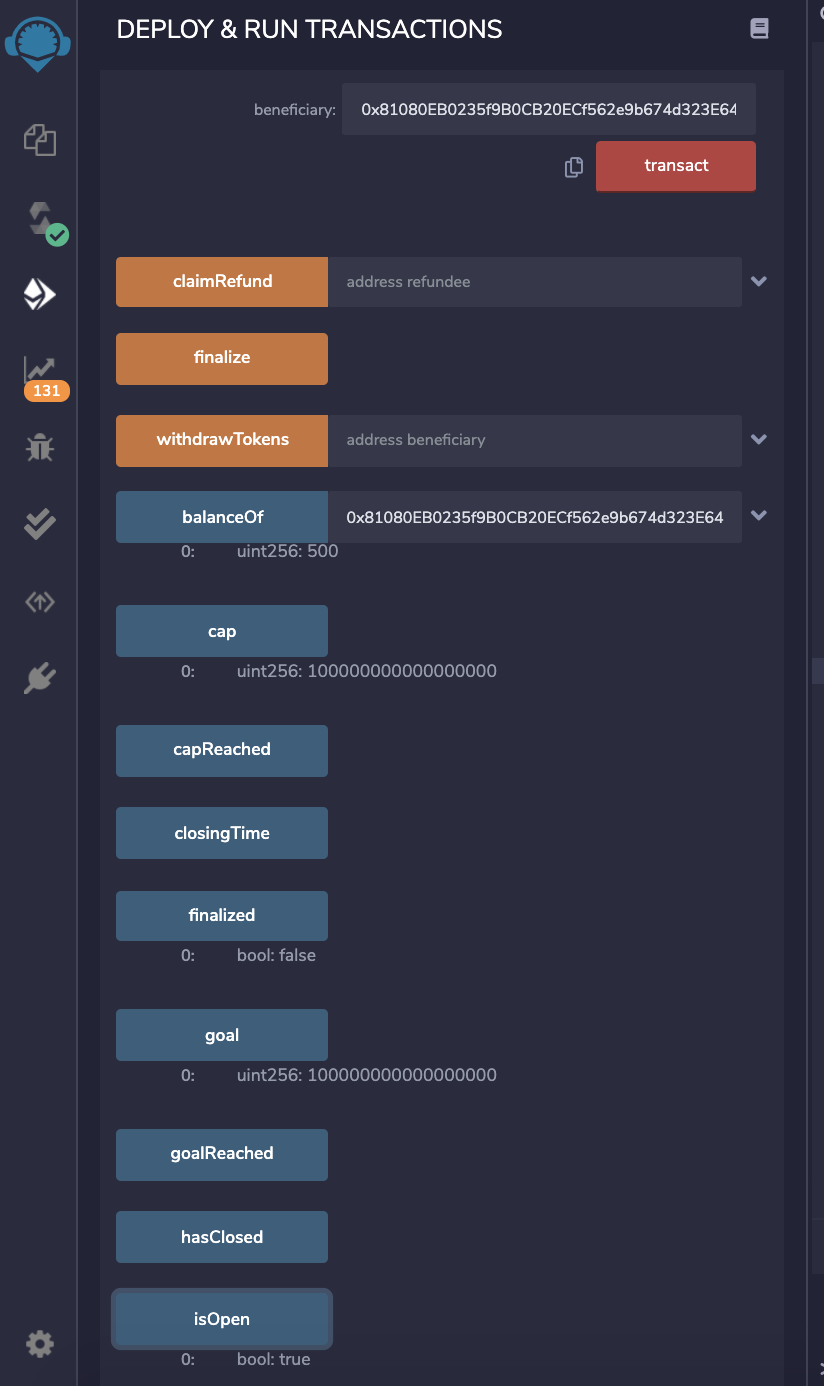 DEPLOY & RUN TRANSACTIONS
beneficiary: 0x81080EB0235f9B0CB20ECf562e9b674d323E64
transact
claimRefund address refundee
finalize
131
withdrawTokens address beneficiary
balanceOf 0x81080EB0235f9B0CB20ECf562e9b674d323E64
0: uint256: 500
cap
0: uint256: 100000000000000000
capReached
closingTime
finalized
0: bool: false
goal
0: uint256: 100000000000000000
goalReached
hasClosed
isOpen
0: bool: true